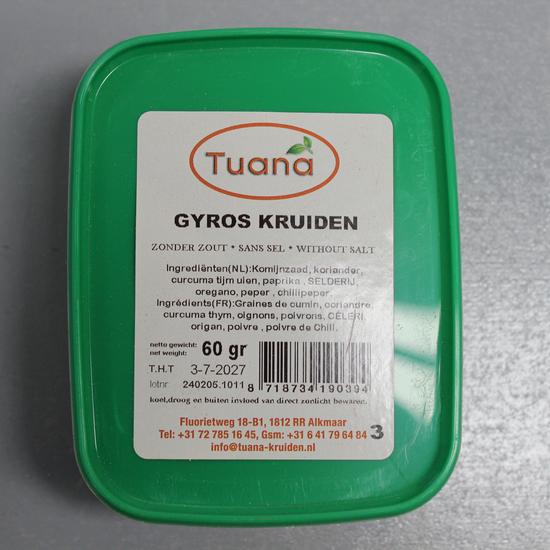 Tuana
GYROS KRUIDEN
ZONDER ZOUT * SANS SEL * WITHOUT SALT
Ingrediënten(NL):Komijnzaad, koriander,
curcuma tijm uien, paprika , SELDERIJ,
oregano, peper , chilipeper.
Ingrédients(FR):Graines de cumin, coriandre,
curcuma thym, oignons, poivrons, CÉLERI,
origan, poivre , poivre de Chili,
netto gewicht:
net weight: 60 gr
T.H.T 3-7-2027
lotnr 240205.1011
8 718734 190394
koel,droog en buiten invloed van direct zonlicht bewaren.
Fluorietweg 18-B1, 1812 RR Alkmaar
Tel: +31 72 785 16 45, Gsm: +31 6 41 79 64 84
3
info@tuana-kruiden.nl